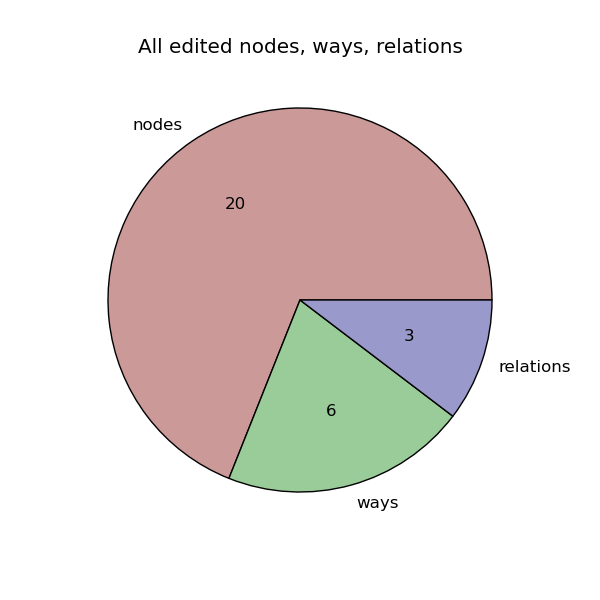 All edited nodes, ways, relations
nodes
20
3
relations
6
ways